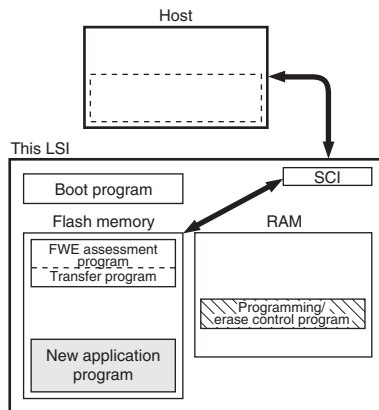 Host
This LSI
SCI
Boot program
Flash memory
RAM
FWE assessment
program
Transfer program
Programming/
erase control program
New application
program